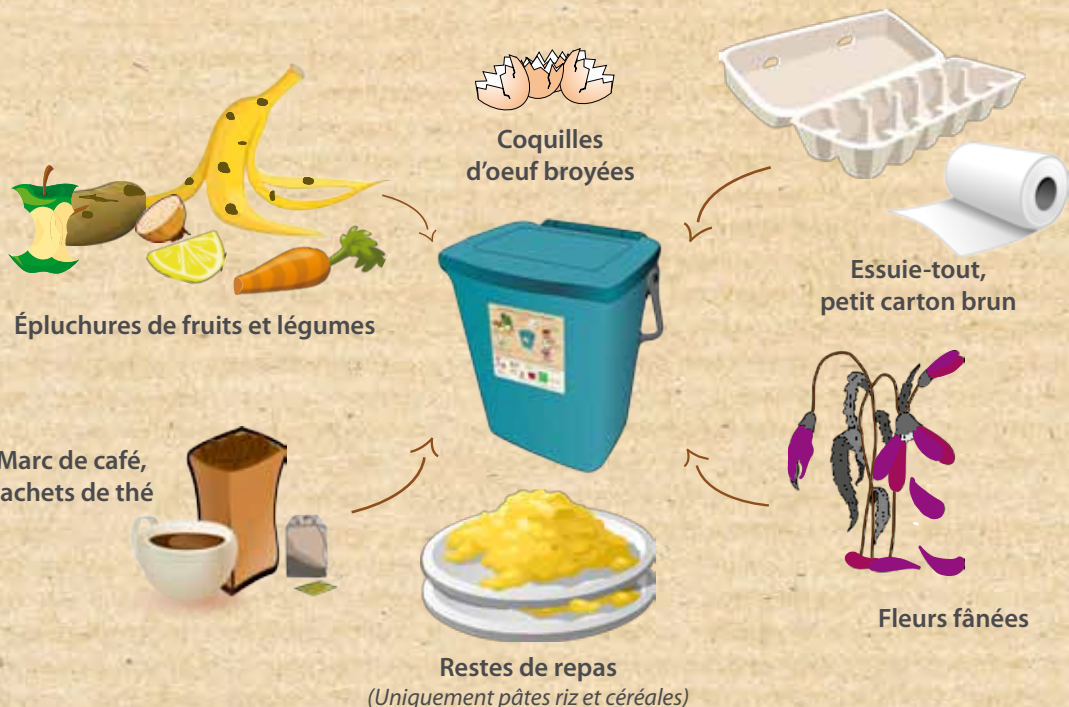 Coquilles
d'oeuf broyées
Essuie-tout,
petit carton brun
Épluchures de fruits et légumes
Marc de café,
sachets de thé
Fleurs fânées
Restes de repas
(Uniquement pâtes riz et céréales)